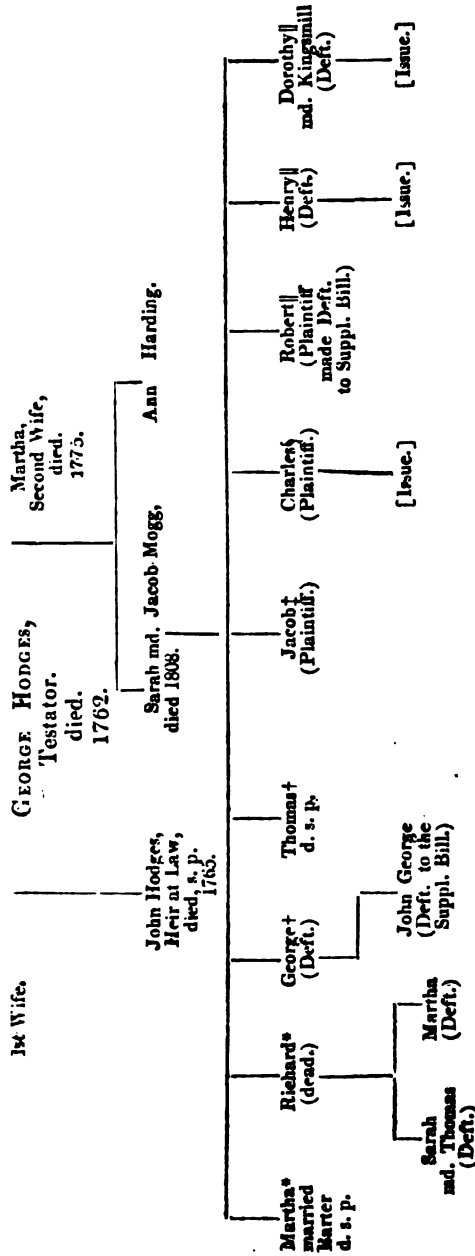 1st Wife.
GEORGE HODGES,
Testator.
died.
1762.
Martha,
Second Wife,
died.
1775.
John Hodges,
Heir at Law,
died, s. p.
1765.
Sarah md. Jacob Mogg,
died 1808.
Ann Harding.
Martha*
married
Barter
d. s. p.
Richard*
(dead.)
George†
(Deft.)
Thomas†
d. s. p.
Jacob‡
(Plaintiff.)
Charles§
(Plaintiff.)
Robert||
(Plaintiff
made Deft.
to Suppl. Bill.)
Henry||
(Deft.)
Dorothy||
md. Kingsmill
(Deft.)
Sarah
md. Thomas
(Deft.)
Martha
(Deft.)
John George
(Deft. to the
Suppl. Bill.)
[Issue.]
[Issue.]
[Issue.]